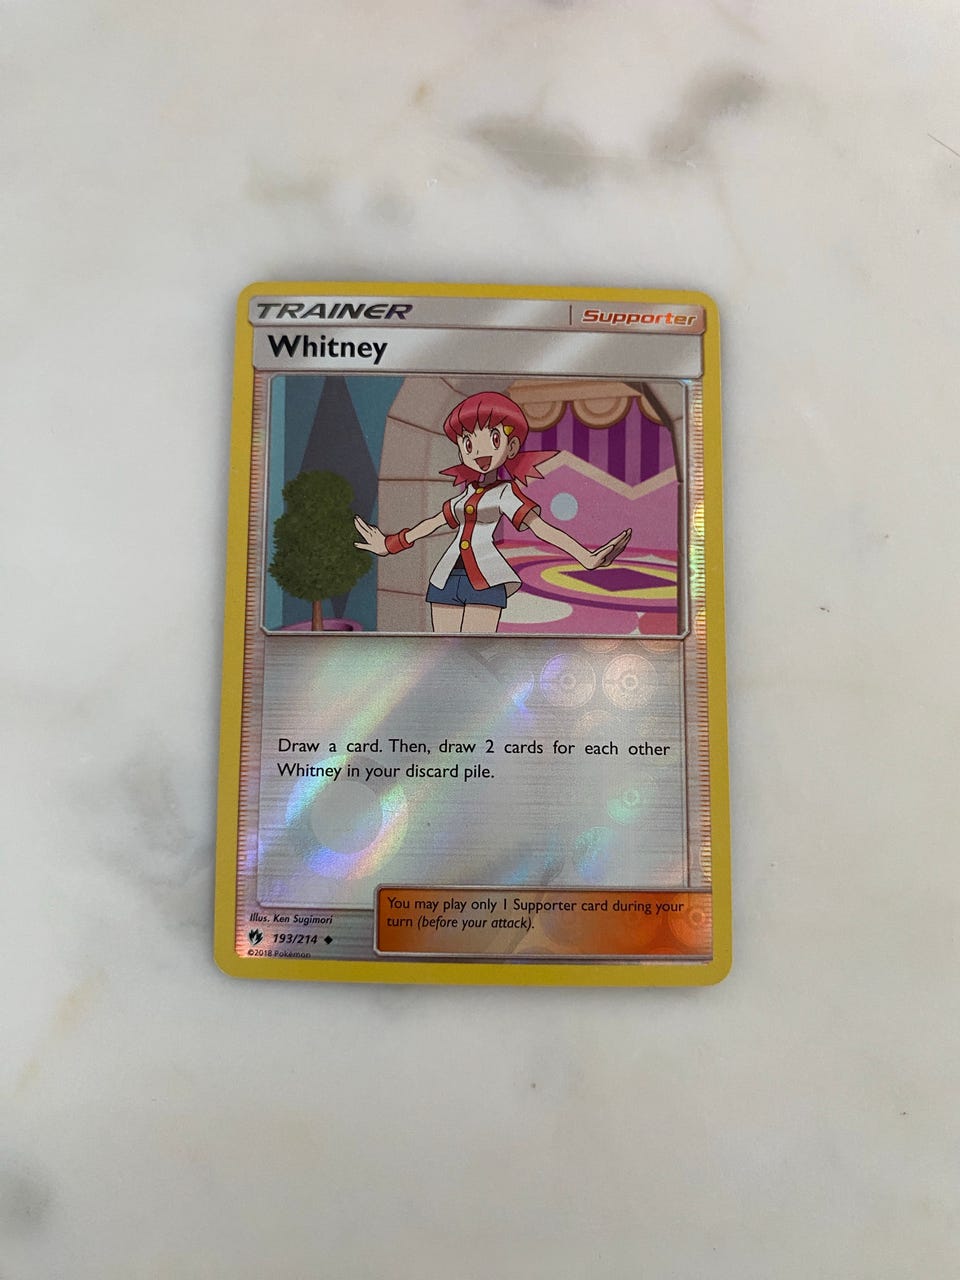 TRAINER Supporter
Whitney
Draw a card. Then, draw 2 cards for each other
Whitney in your discard pile.
You may play only 1 Supporter card during your
turn (before your attack).
Illus. Ken Sugimori
193/214
©2018 Pokémon